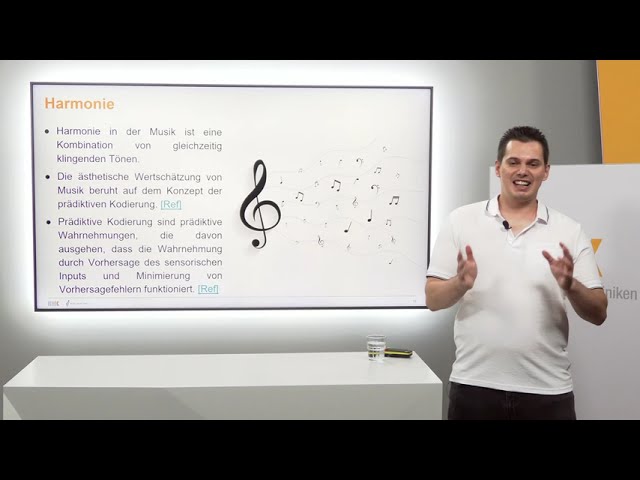 Harmonie
● Harmonie in der Musik ist eine
Kombination von gleichzeitig
klingenden Tönen.
● Die ästhetische Wertschätzung von
Musik beruht auf dem Konzept der
prädiktiven Kodierung. [Ref]
● Prädiktive Kodierung sind prädiktive
Wahrnehmungen, die davon
ausgehen, dass die Wahrnehmung
durch Vorhersage des sensorischen
Inputs und Minimierung von
Vorhersagefehlern funktioniert. [Ref]
niken